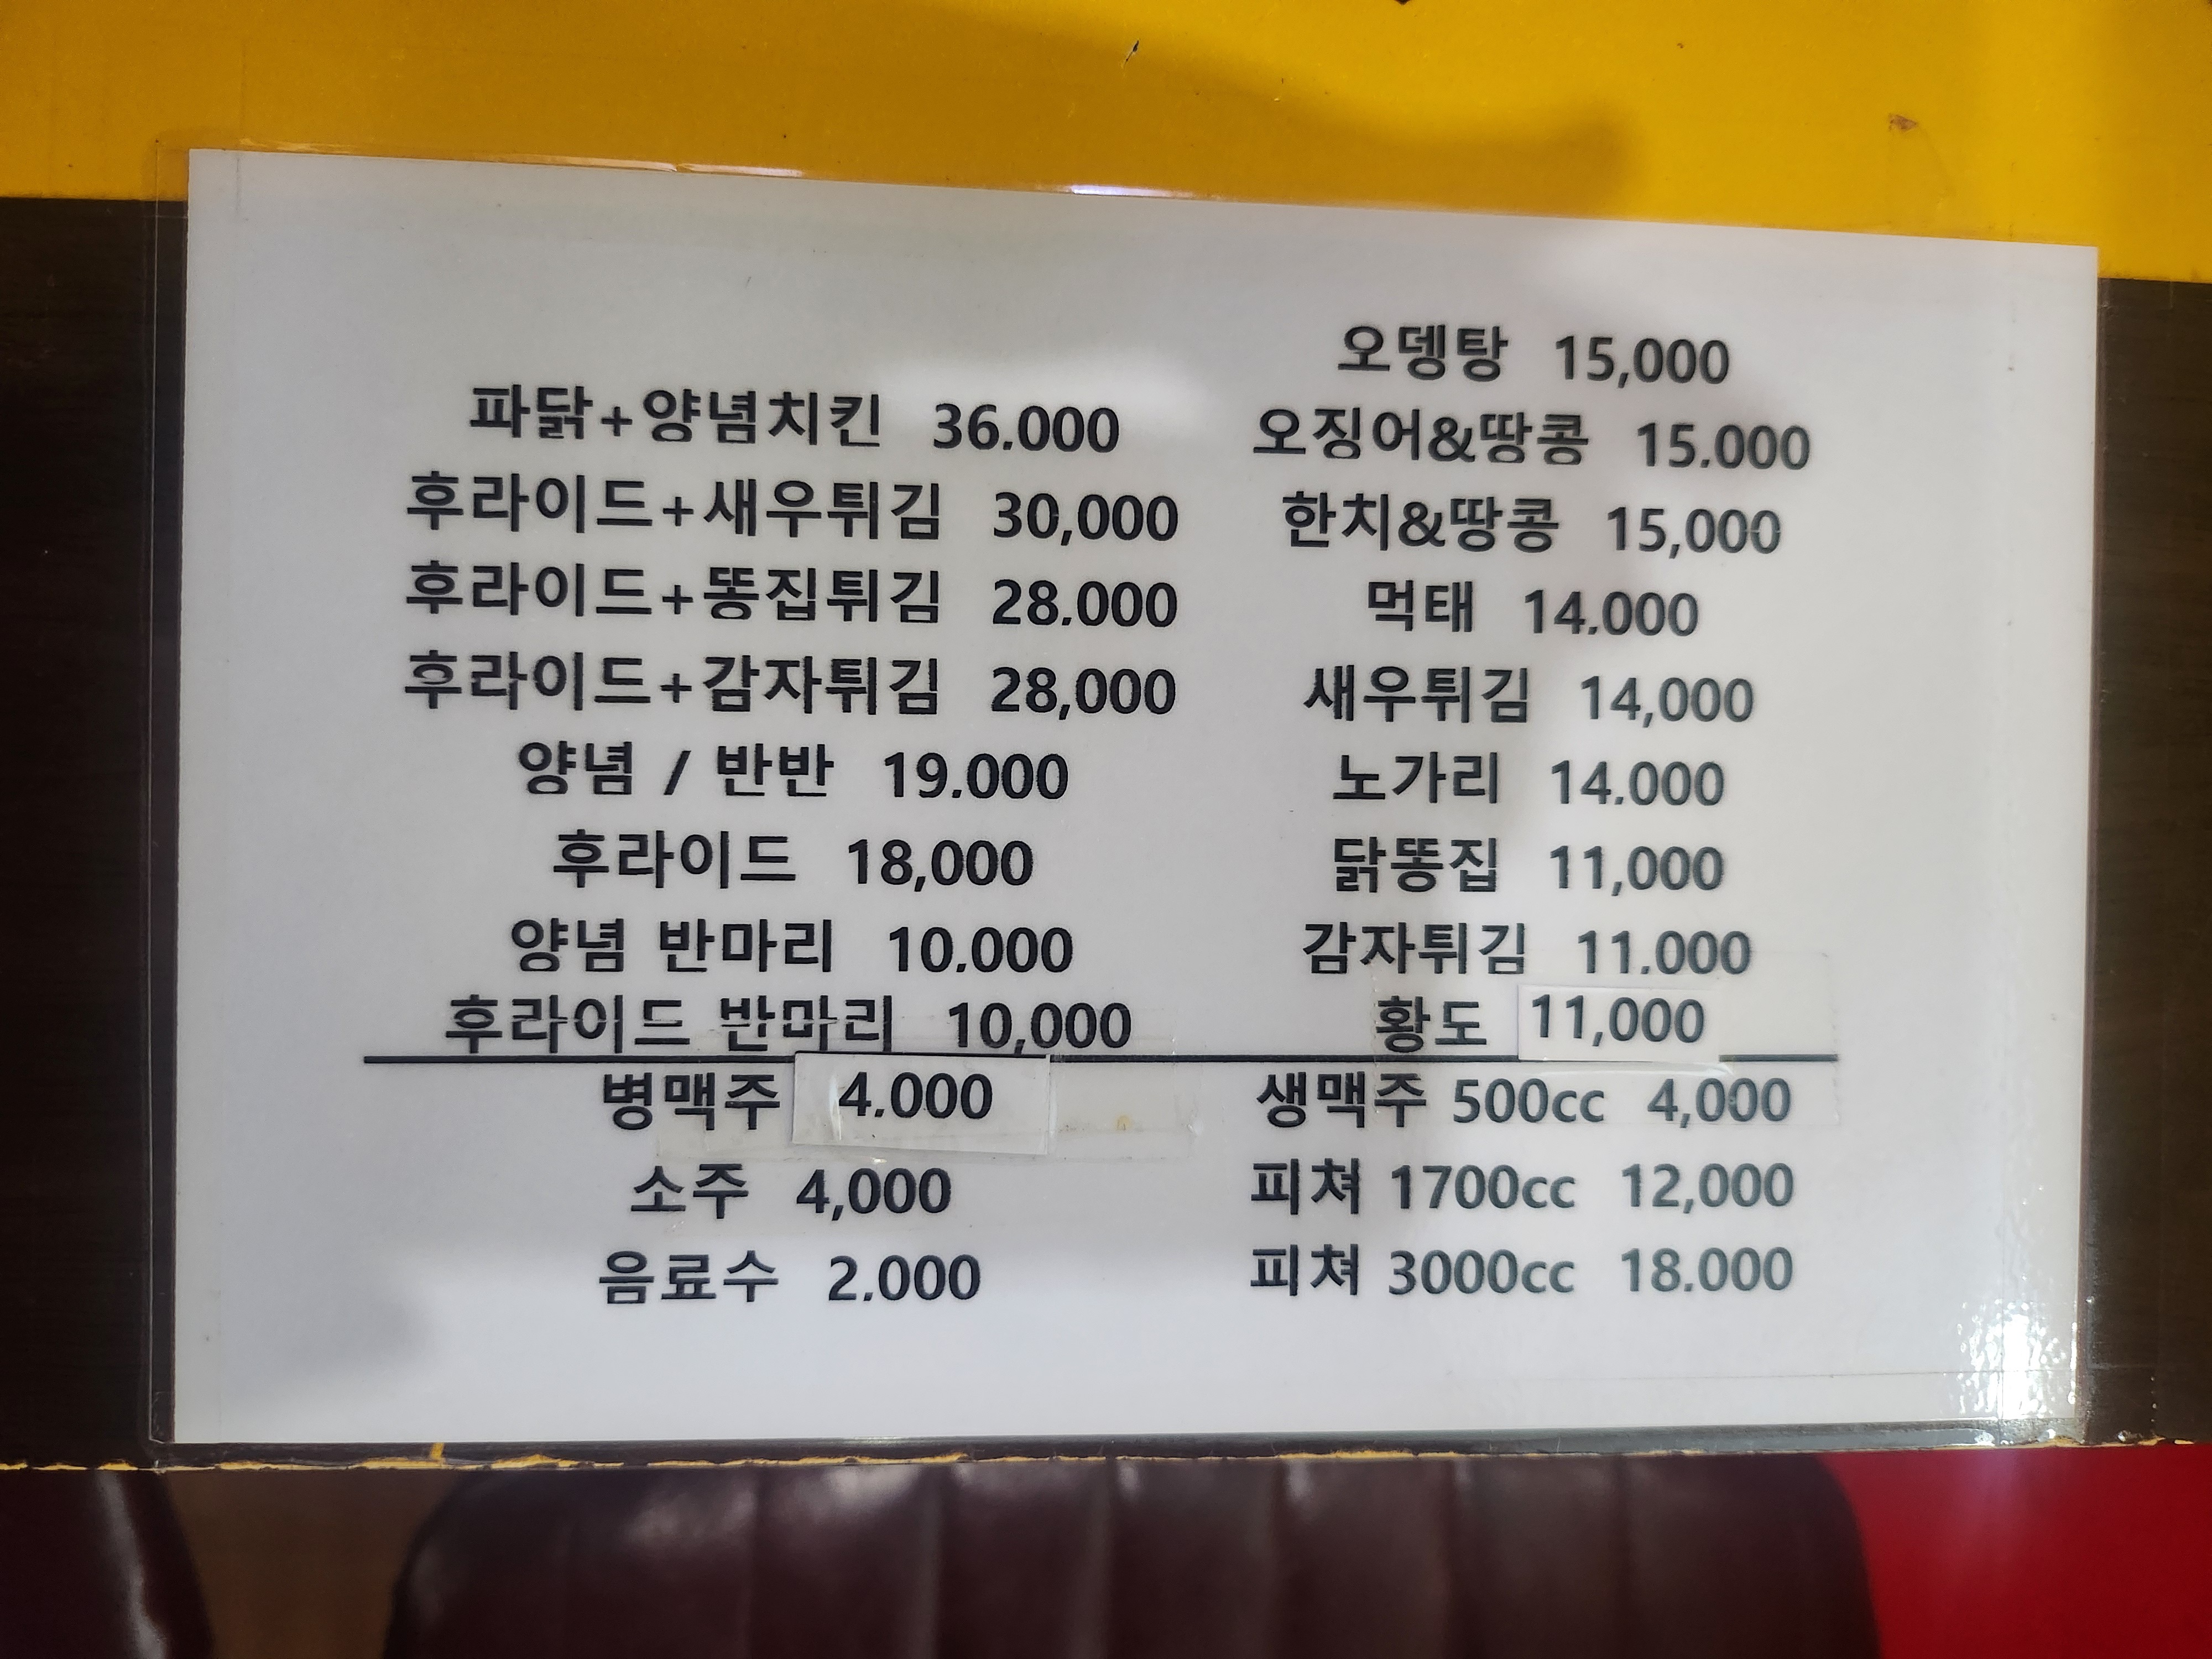 파닭+양념치킨 36.000
후라이드+새우튀김 30,000
후라이드+똥집튀김 28.000
후라이드+감자튀김 28,000
양념 / 반반 19.000
후라이드 18,000
양념 반마리 10.000
후라이드 반마리 10,000
오뎅탕 15,000
오징어&땅콩 15.000
한치&땅콩 15,000
먹태 14.000
새우튀김 14,000
노가리 14.000
닭똥집 11,000
감자튀김 11.000
황도 11,000
병맥주 4.000
소주 4,000
음료수 2.000
생맥주 500cc 4,000
피쳐 1700cc 12,000
피쳐 3000cc 18.000